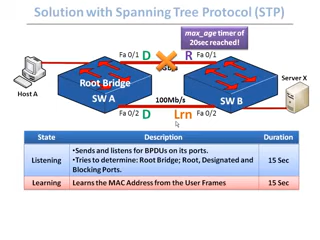 Solution with Spanning Tree Protocol (STP)
max_age timer of
20sec reached!
Fa 0/1 D R Fa 0/1
Host A
Root Bridge
SW A
SW B
Server X
100Mb/s
Fa 0/2 D Lrn Fa 0/2
State Description Duration
Listening
•Sends and listens for BPDUs on its ports.
•Tries to determine: Root Bridge; Root, Designated and
Blocking Ports.
15 Sec
Learning Learns the MAC Address from the User Frames 15 Sec